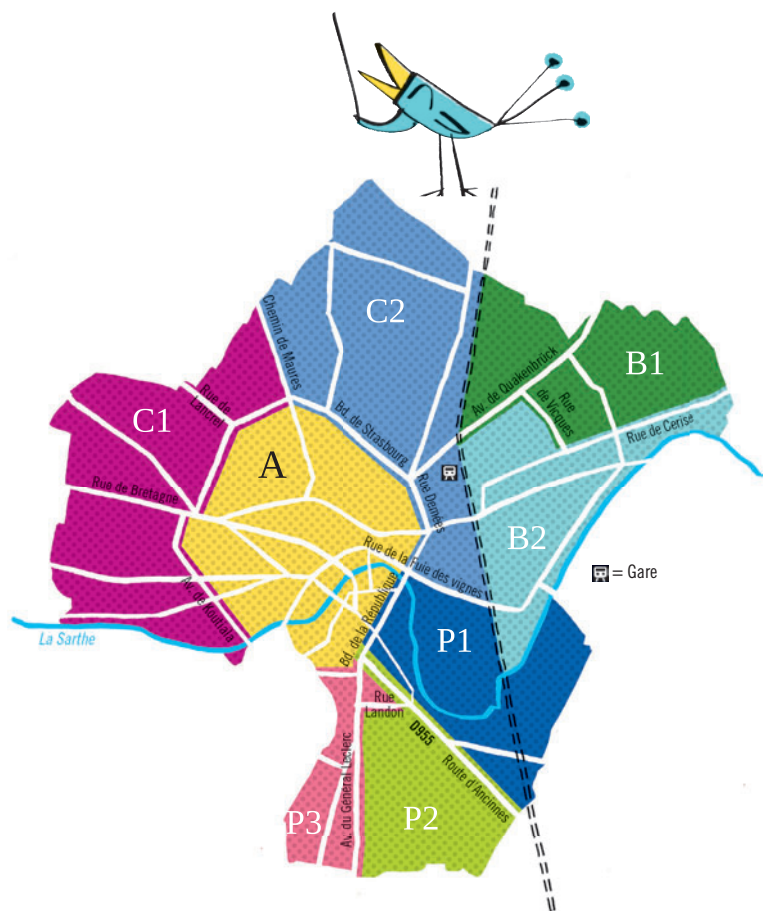 C2
Chemin de Maures
Av. de Quakenbrück
B1
Rue de
Lancrel
Rue
de Vicques
C1
Bd. de Strasbourg
Rue de Cerise
A
Rue de Bretagne
Rue Demées
B2
Rue de la Fuie des vignes
= Gare
Av. de Koutiala
Bd. de la République
La Sarthe
P1
Rue
Landon
D955
Route d'Ancinnes
Av. du Général Leclerc
P3
P2